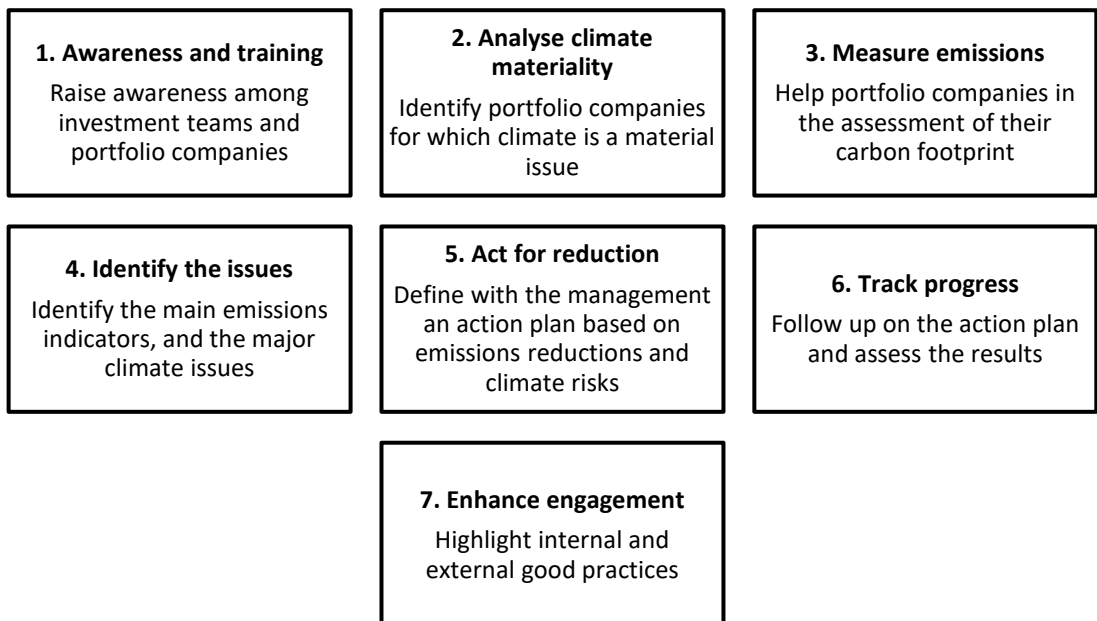 1. Awareness and training
Raise awareness among
investment teams and
portfolio companies
2. Analyse climate
materiality
Identify portfolio companies
for which climate is a material
issue
3. Measure emissions
Help portfolio companies in
the assessment of their
carbon footprint
4. Identify the issues
Identify the main emissions
indicators, and the major
climate issues
5. Act for reduction
Define with the management
an action plan based on
emissions reductions and
climate risks
6. Track progress
Follow up on the action plan
and assess the results
7. Enhance engagement
Highlight internal and
external good practices